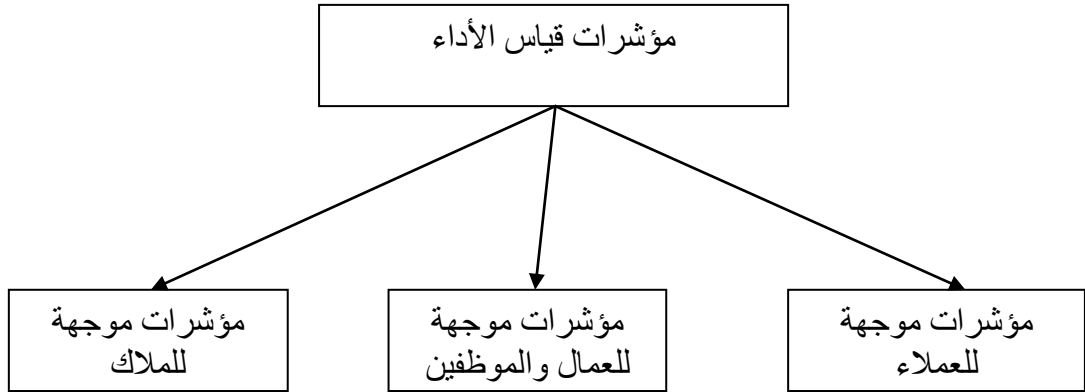 مؤشرات قياس الأداء
مؤشرات موجهة
للعملاء
مؤشرات موجهة
للعمال والموظفين
مؤشرات موجهة
للملاك